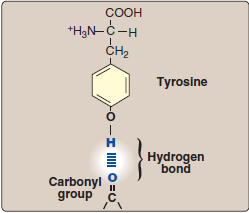 COOH
⁺H₃N–C–H
CH₂
Tyrosine
O
H
Hydrogen
bond
O
Carbonyl
group
C